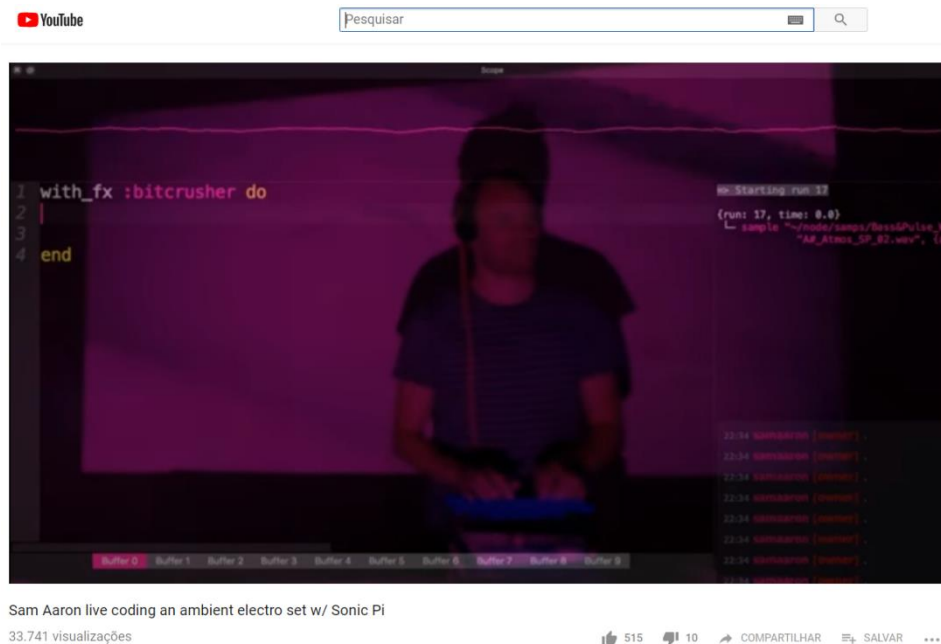 YouTube
Pesquisar
Scope
1 with_fx :bitcrusher do
2
3
4 end
=> Starting run 17
{run: 17, time: 0.0}
└─ sample "~/node/samps/Bass&Pulse_
"A#_Atmos_SP_02.wav", {
22:34 samaaron [owner] .
22:34 samaaron [owner] .
22:34 samaaron [owner] .
22:34 samaaron [owner] .
22:34 samaaron [owner] .
22:34 samaaron [owner] .
22:34 samaaron [owner] .
22:34 samaaron [owner] .
Buffer 0 Buffer 1 Buffer 2 Buffer 3 Buffer 4 Buffer 5 Buffer 6 Buffer 7 Buffer 8 Buffer 9
Sam Aaron live coding an ambient electro set w/ Sonic Pi
33.741 visualizações
515 10 COMPARTILHAR SALVAR ...